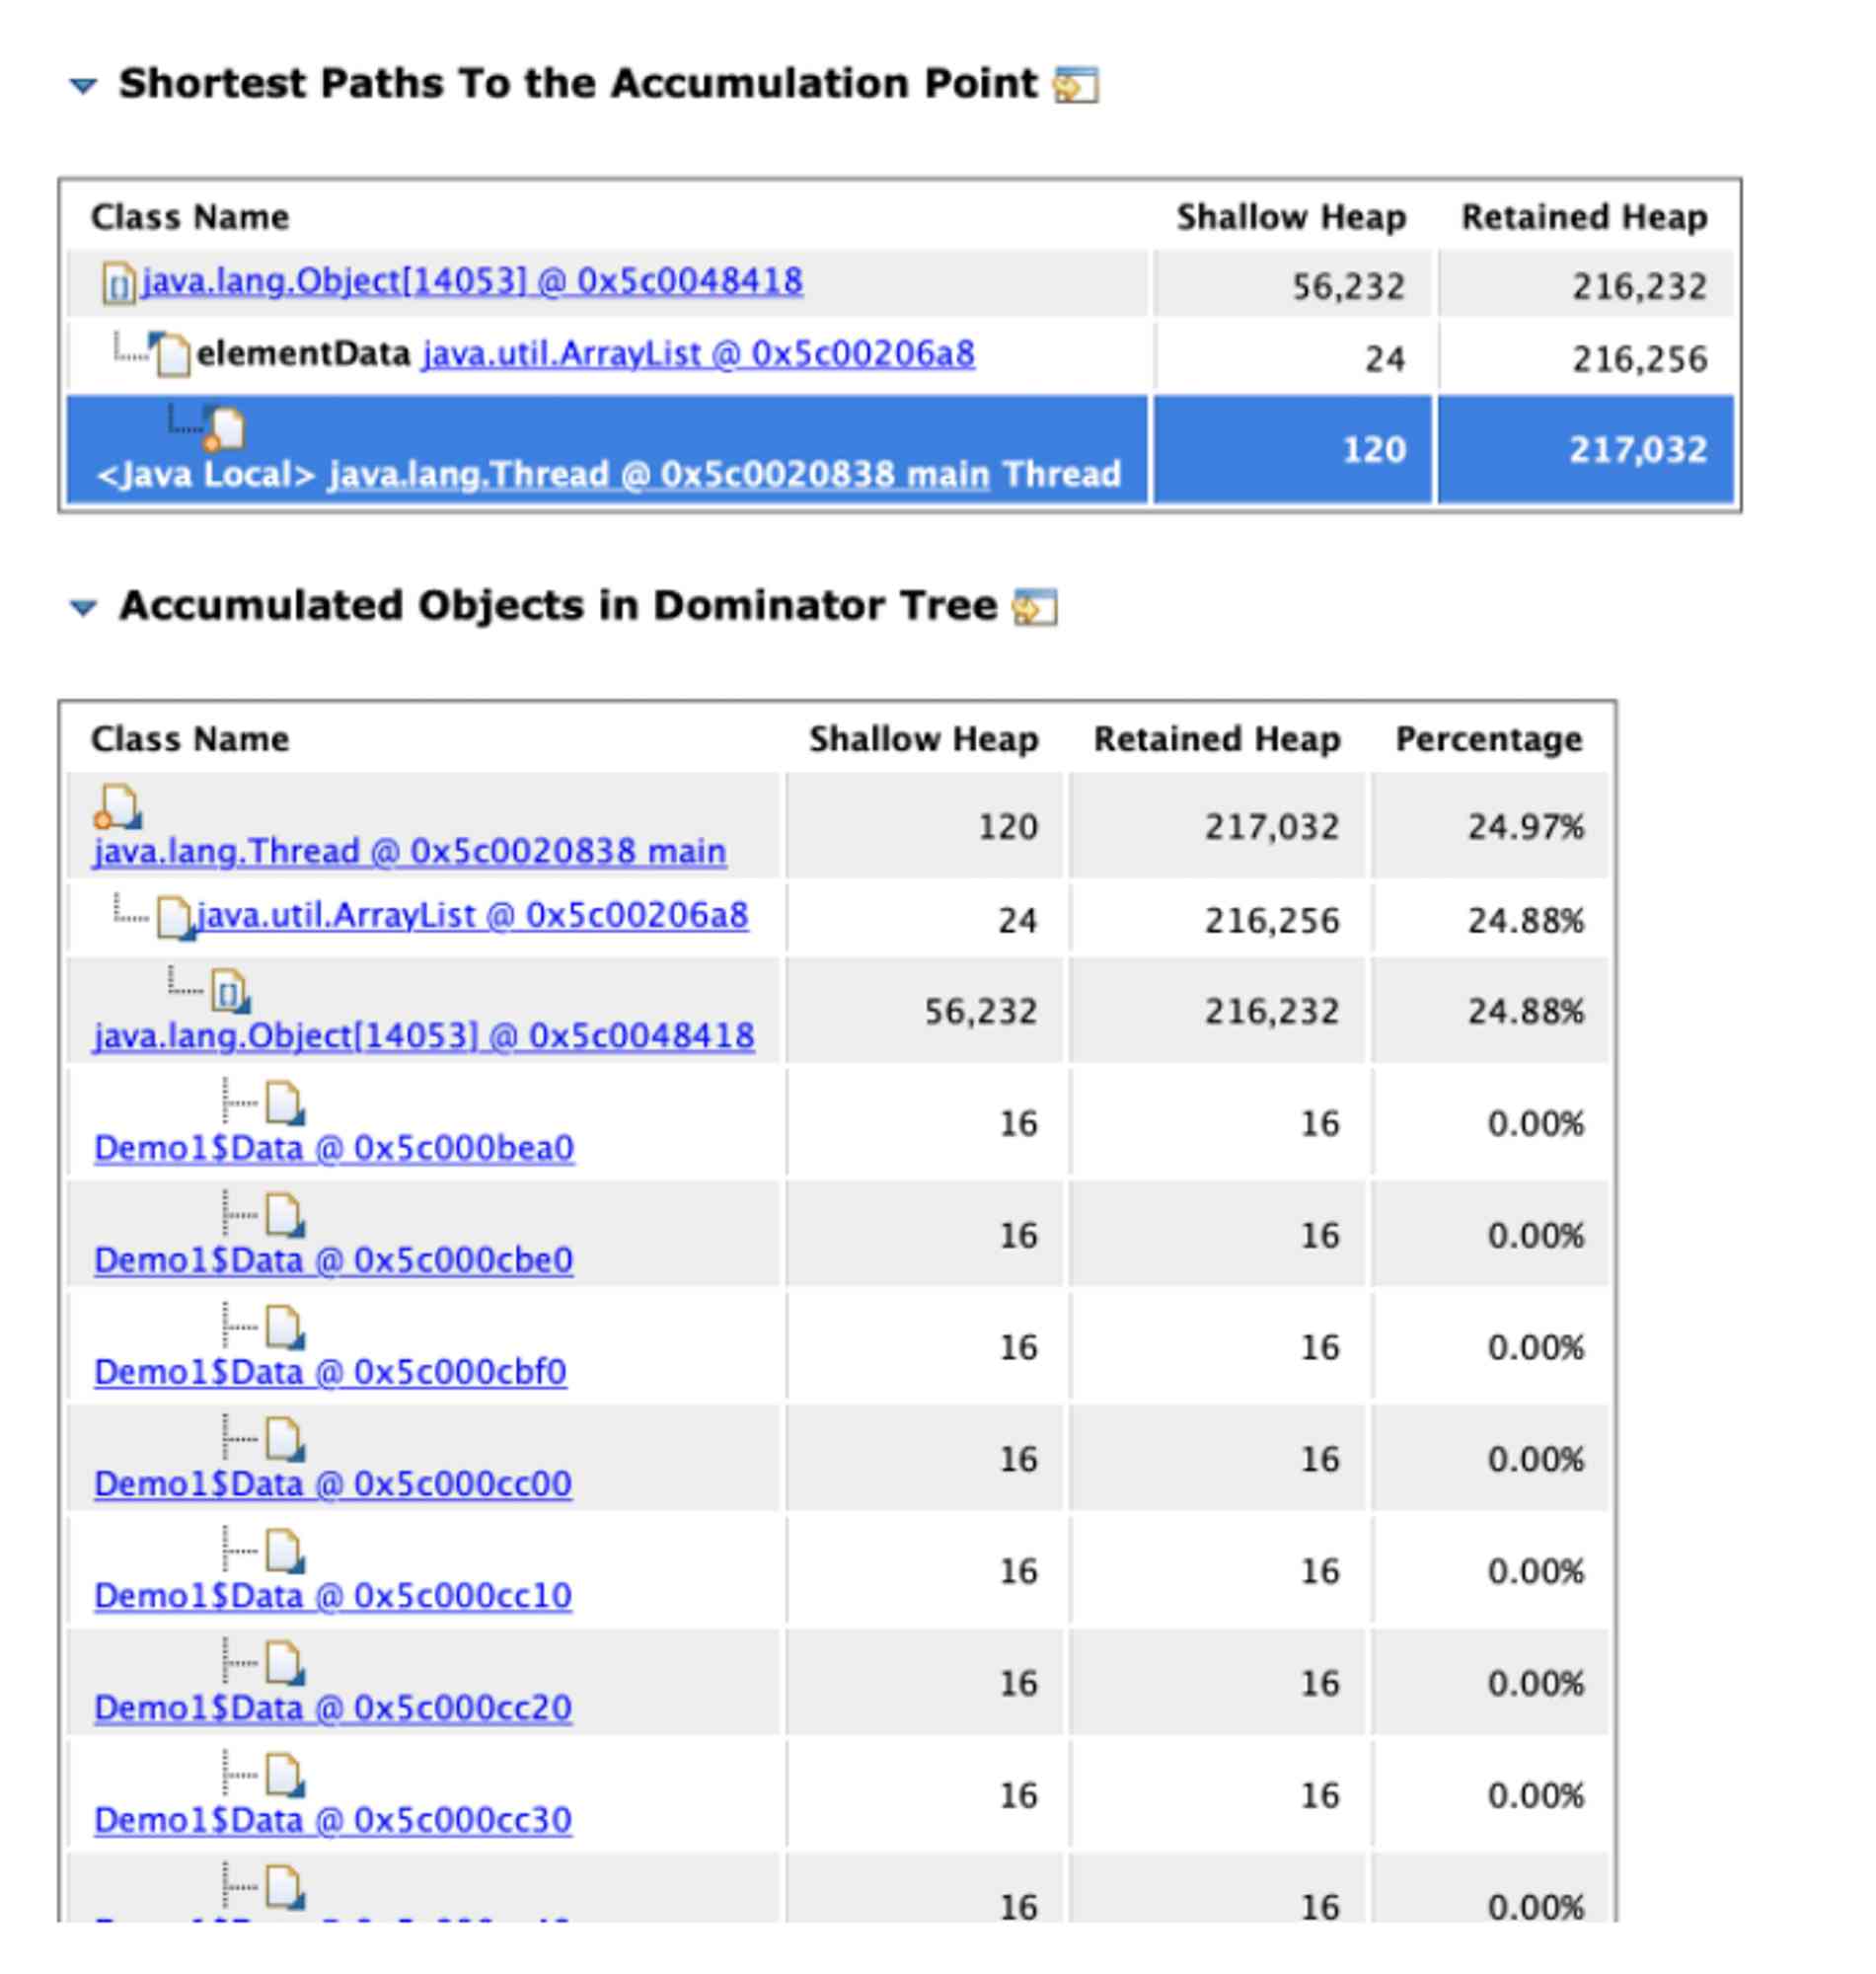 Shortest Paths To the Accumulation Point
Class Name Shallow Heap Retained Heap
java.lang.Object[14053] @ 0x5c0048418 56,232 216,232
elementData java.util.ArrayList @ 0x5c00206a8 24 216,256
<Java Local> java.lang.Thread @ 0x5c0020838 main Thread 120 217,032
Accumulated Objects in Dominator Tree
Class Name Shallow Heap Retained Heap Percentage
java.lang.Thread @ 0x5c0020838 main 120 217,032 24.97%
java.util.ArrayList @ 0x5c00206a8 24 216,256 24.88%
java.lang.Object[14053] @ 0x5c0048418 56,232 216,232 24.88%
Demo1$Data @ 0x5c000bea0 16 16 0.00%
Demo1$Data @ 0x5c000cbe0 16 16 0.00%
Demo1$Data @ 0x5c000cbf0 16 16 0.00%
Demo1$Data @ 0x5c000cc00 16 16 0.00%
Demo1$Data @ 0x5c000cc10 16 16 0.00%
Demo1$Data @ 0x5c000cc20 16 16 0.00%
Demo1$Data @ 0x5c000cc30 16 16 0.00%
16 16 0.00%